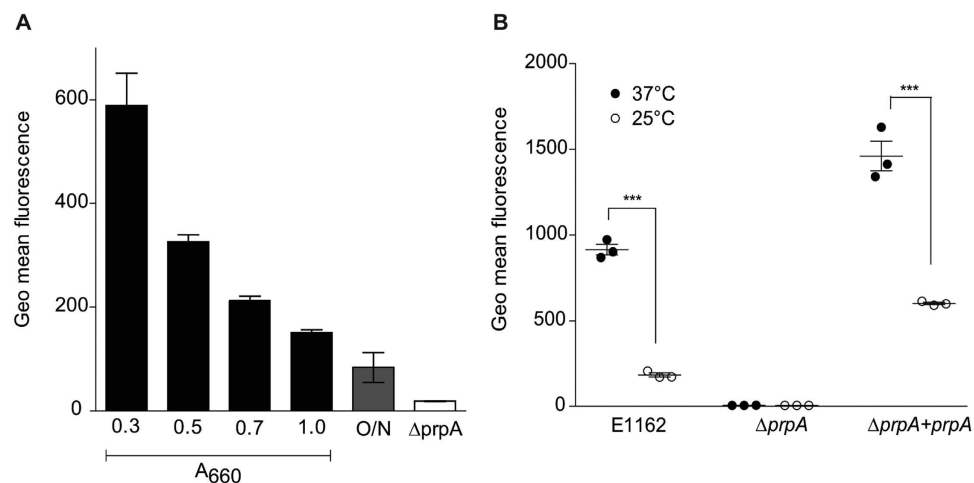 A
Geo mean fluorescence
600
400
200
0
0.3 0.5 0.7 1.0 O/N ΔprpA
A660
B
Geo mean fluorescence
2000
1500
1000
500
0
37°C
25°C
***
***
E1162 ΔprpA ΔprpA+prpA